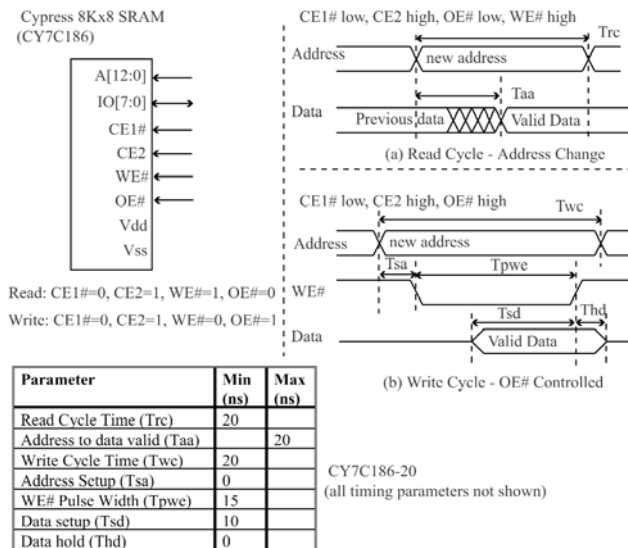 Cypress 8Kx8 SRAM
(CY7C186)
A[12:0]
IO[7:0]
CE1#
CE2
WE#
OE#
Vdd
Vss
Read: CE1#=0, CE2=1, WE#=1, OE#=0
Write: CE1#=0, CE2=1, WE#=0, OE#=1
CE1# low, CE2 high, OE# low, WE# high
Trc
Address
new address
Taa
Data
Previous data
Valid Data
(a) Read Cycle - Address Change
CE1# low, CE2 high, OE# high
Twc
Address
new address
Tsa
Tpwe
WE#
Tsd
Thd
Data
Valid Data
(b) Write Cycle - OE# Controlled
Parameter Min (ns) Max (ns)
Read Cycle Time (Trc) 20
Address to data valid (Taa) 20
Write Cycle Time (Twc) 20
Address Setup (Tsa) 0
WE# Pulse Width (Tpwe) 15
Data setup (Tsd) 10
Data hold (Thd) 0
CY7C186-20
(all timing parameters not shown)